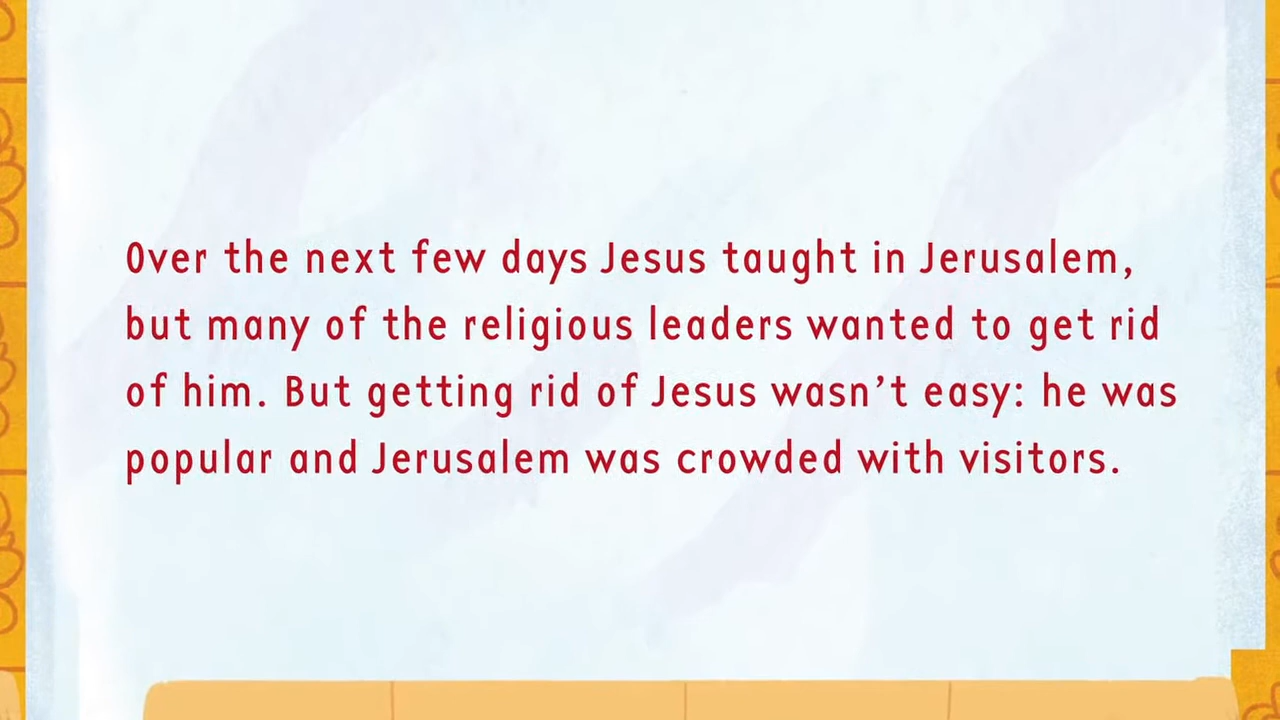 Over the next few days Jesus taught in Jerusalem,
but many of the religious leaders wanted to get rid
of him. But getting rid of Jesus wasn’t easy: he was
popular and Jerusalem was crowded with visitors.